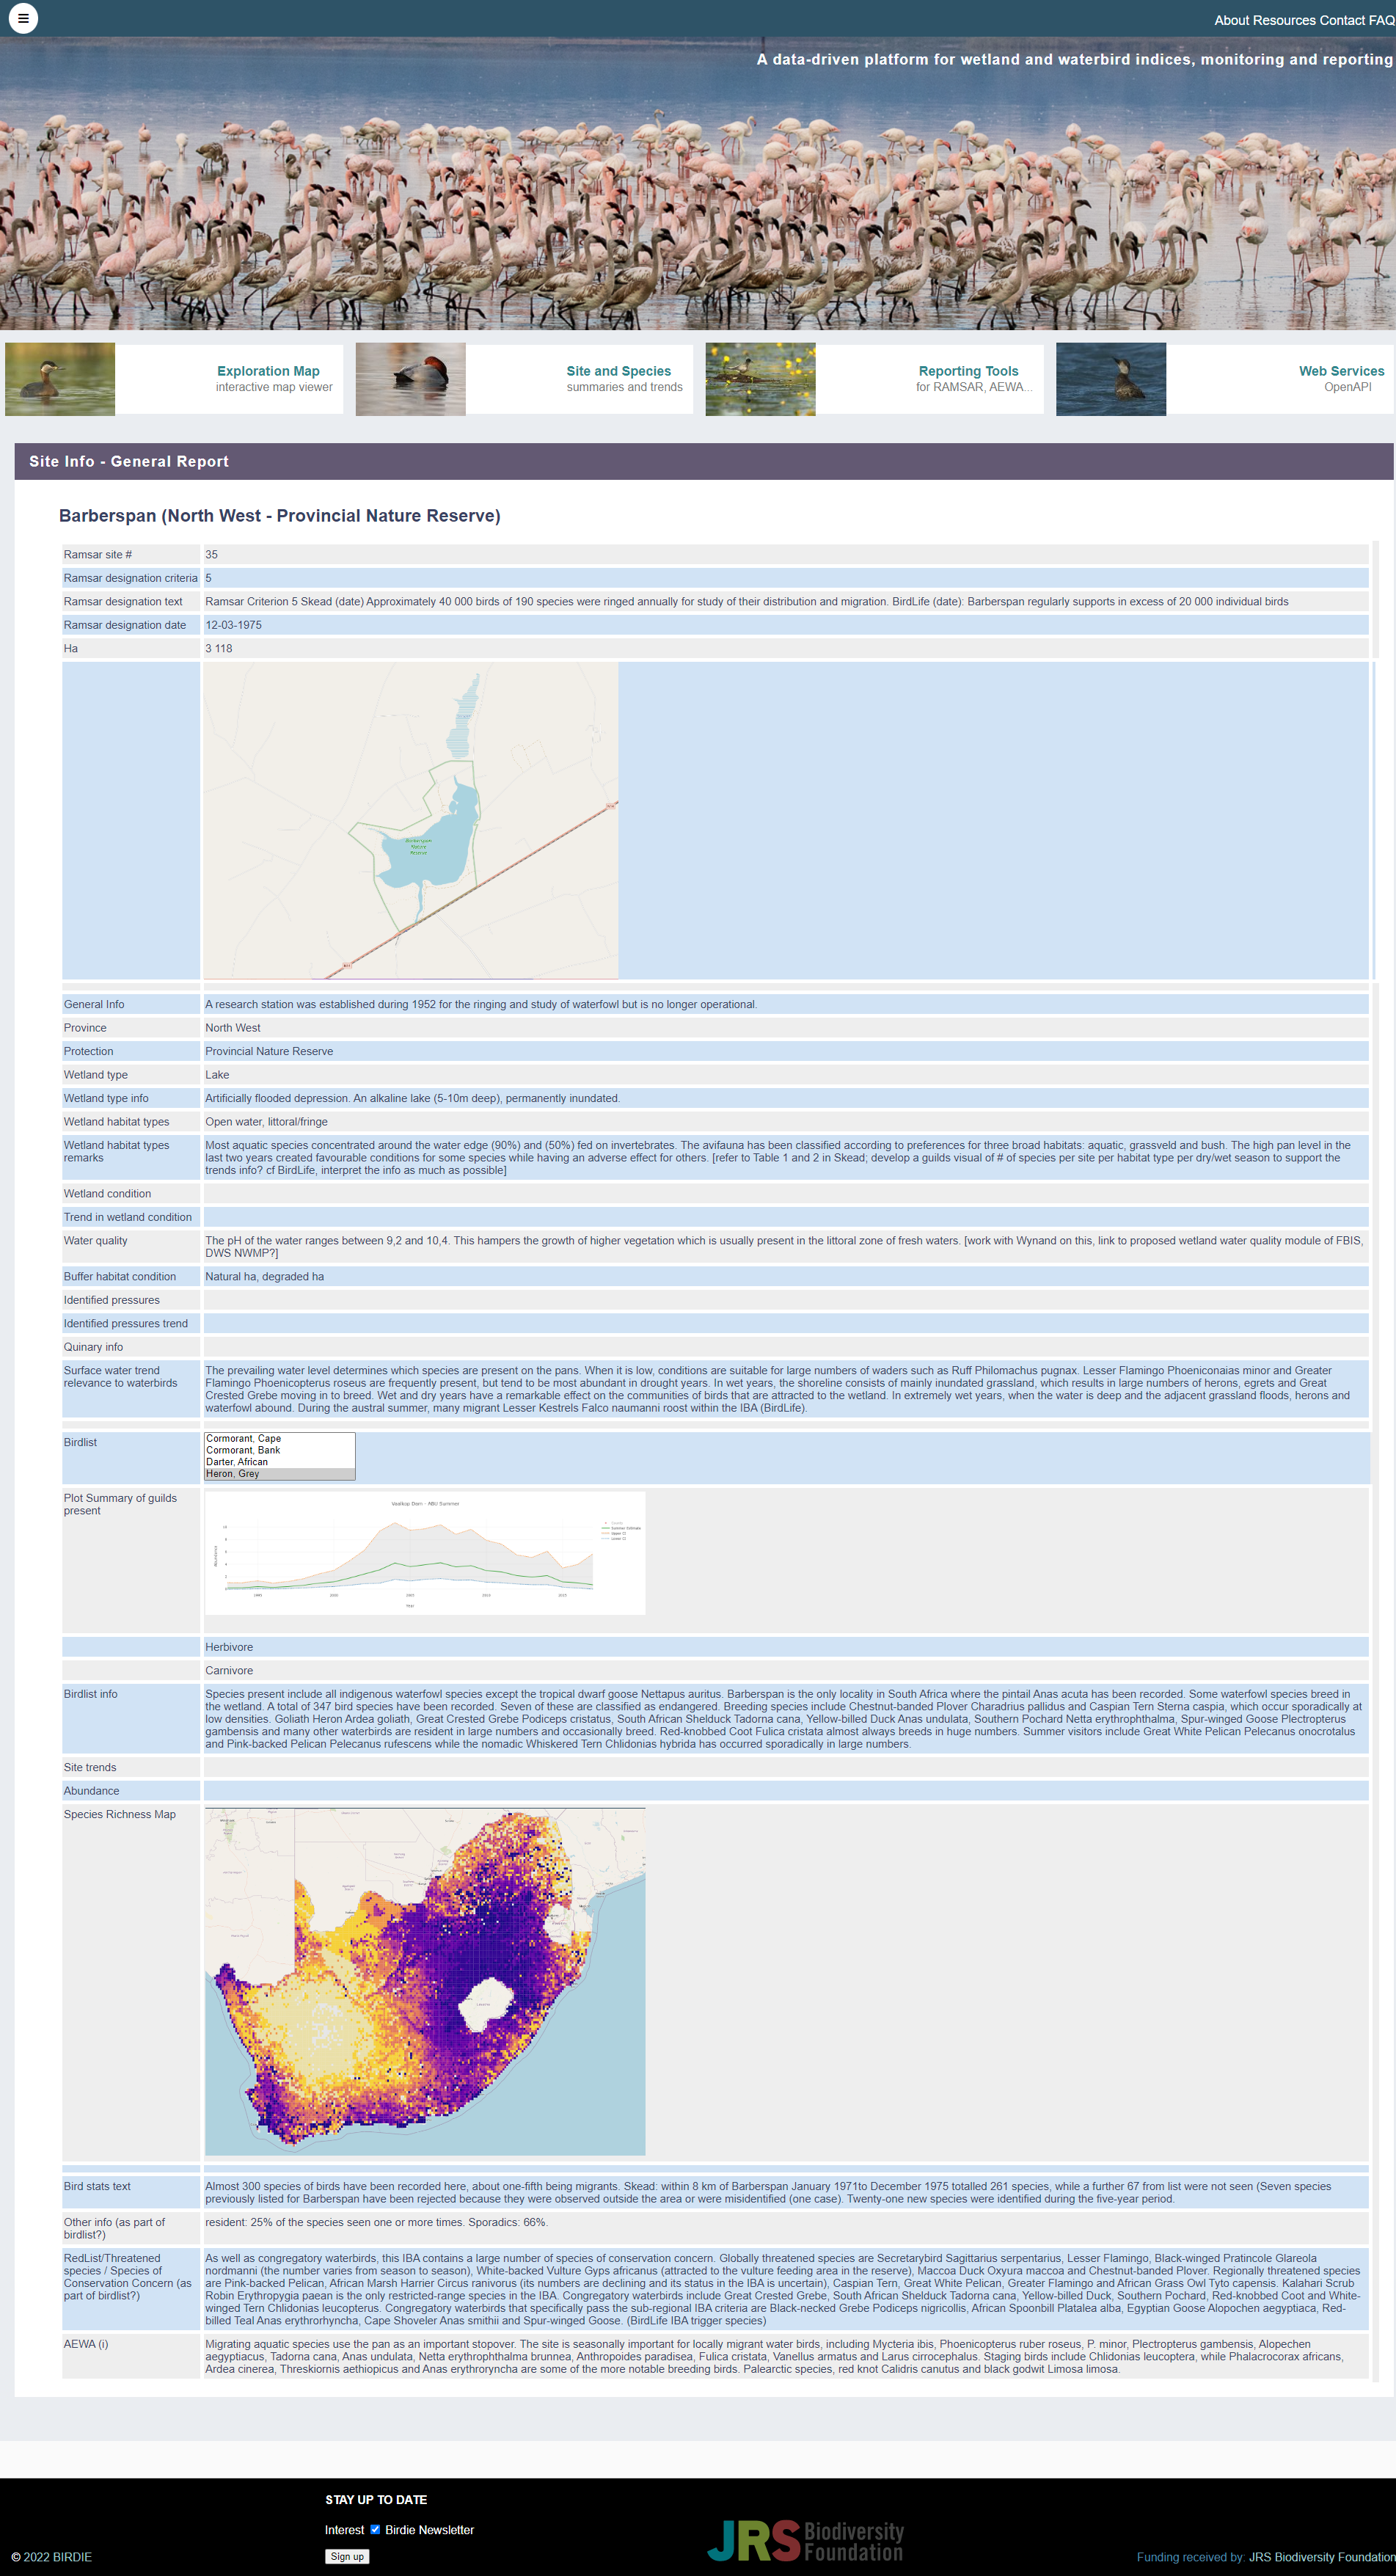 About Resources Contact FAQ
A data-driven platform for wetland and waterbird indices, monitoring and reporting
Exploration Map
interactive map viewer
Site and Species
summaries and trends
Reporting Tools
for RAMSAR, AEWA...
Web Services
OpenAPI
Site Info - General Report
Barberspan (North West - Provincial Nature Reserve)
Ramsar site # 35
Ramsar designation criteria 5
Ramsar designation text Ramsar Criterion 5 Skead (date) Approximately 40 000 birds of 190 species were ringed annually for study of their distribution and migration. BirdLife (date): Barberspan regularly supports in excess of 20 000 individual birds
Ramsar designation date 12-03-1975
Ha 3 118
Barberspan
Nature
Reserve
General Info A research station was established during 1952 for the ringing and study of waterfowl but is no longer operational.
Province North West
Protection Provincial Nature Reserve
Wetland type Lake
Wetland type info Artificially flooded depression. An alkaline lake (5-10m deep), permanently inundated.
Wetland habitat types Open water, littoral/fringe
Wetland habitat types remarks
Most aquatic species concentrated around the water edge (90%) and (50%) fed on invertebrates. The avifauna has been classified according to preferences for three broad habitats: aquatic, grassveld and bush. The high pan level in the
last two years created favourable conditions for some species while having an adverse effect for others. [refer to Table 1 and 2 in Skead; develop a guilds visual of # of species per site per habitat type per dry/wet season to support the
trends info? cf BirdLife, interpret the info as much as possible]
Wetland condition
Trend in wetland condition
Water quality The pH of the water ranges between 9,2 and 10,4. This hampers the growth of higher vegetation which is usually present in the littoral zone of fresh waters. [work with Wynand on this, link to proposed wetland water quality module of FBIS,
DWS NWMP?]
Buffer habitat condition Natural ha, degraded ha
Identified pressures
Identified pressures trend
Quinary info
Surface water trend
relevance to waterbirds
The prevailing water level determines which species are present on the pans. When it is low, conditions are suitable for large numbers of waders such as Ruff Philomachus pugnax. Lesser Flamingo Phoeniconaias minor and Greater
Flamingo Phoenicopterus roseus are frequently present, but tend to be most abundant in drought years. In wet years, the shoreline consists of mainly inundated grassland, which results in large numbers of herons, egrets and Great
Crested Grebe moving in to breed. Wet and dry years have a remarkable effect on the communities of birds that are attracted to the wetland. In extremely wet years, when the water is deep and the adjacent grassland floods, herons and
waterfowl abound. During the austral summer, many migrant Lesser Kestrels Falco naumanni roost within the IBA (BirdLife).
Birdlist
Cormorant, Cape
Cormorant, Bank
Darter, African
Heron, Grey
Plot Summary of guilds
present
Vaalkop Dam - ABU Summer
Summer Estimate
Upper CI
Lower CI
Year
Herbivore
Carnivore
Birdlist info
Species present include all indigenous waterfowl species except the tropical dwarf goose Nettapus auritus. Barberspan is the only locality in South Africa where the pintail Anas acuta has been recorded. Some waterfowl species breed in
the wetland. A total of 347 bird species have been recorded. Seven of these are classified as endangered. Breeding species include Chestnut-banded Plover Charadrius pallidus and Caspian Tern Sterna caspia, which occur sporadically at
low densities. Goliath Heron Ardea goliath, Great Crested Grebe Podiceps cristatus, South African Shelduck Tadorna cana, Yellow-billed Duck Anas undulata, Southern Pochard Netta erythrophthalma, Spur-winged Goose Plectropterus
gambensis and many other waterbirds are resident in large numbers and occasionally breed. Red-knobbed Coot Fulica cristata almost always breeds in huge numbers. Summer visitors include Great White Pelican Pelecanus onocrotalus
and Pink-backed Pelican Pelecanus rufescens while the nomadic Whiskered Tern Chlidonias hybrida has occurred sporadically in large numbers.
Site trends
Abundance
Species Richness Map
Bird stats text Almost 300 species of birds have been recorded here, about one-fifth being migrants. Skead: within 8 km of Barberspan January 1971to December 1975 totalled 261 species, while a further 67 from list were not seen (Seven species
previously listed for Barberspan have been rejected because they were observed outside the area or were misidentified (one case). Twenty-one new species were identified during the five-year period.
Other info (as part of
birdlist?)
resident: 25% of the species seen one or more times. Sporadics: 66%.
RedList/Threatened
species / Species of
Conservation Concern (as
part of birdlist?)
As well as congregatory waterbirds, this IBA contains a large number of species of conservation concern. Globally threatened species are Secretarybird Sagittarius serpentarius, Lesser Flamingo, Black-winged Pratincole Glareola
nordmanni (the number varies from season to season), White-backed Vulture Gyps africanus (attracted to the vulture feeding area in the reserve), Maccoa Duck Oxyura maccoa and Chestnut-banded Plover. Regionally threatened species
are Pink-backed Pelican, African Marsh Harrier Circus ranivorus (its numbers are declining and its status in the IBA is uncertain), Caspian Tern, Great White Pelican, Greater Flamingo and African Grass Owl Tyto capensis. Kalahari Scrub
Robin Erythropygia paean is the only restricted-range species in the IBA. Congregatory waterbirds include Great Crested Grebe, South African Shelduck Tadorna cana, Yellow-billed Duck, Southern Pochard, Red-knobbed Coot and White-
winged Tern Chlidonias leucopterus. Congregatory waterbirds that specifically pass the sub-regional IBA criteria are Black-necked Grebe Podiceps nigricollis, African Spoonbill Platalea alba, Egyptian Goose Alopochen aegyptiaca, Red-
billed Teal Anas erythrorhyncha, Cape Shoveler Anas smithii and Spur-winged Goose. (BirdLife IBA trigger species)
AEWA (i) Migrating aquatic species use the pan as an important stopover. The site is seasonally important for locally migrant water birds, including Mycteria ibis, Phoenicopterus ruber roseus, P. minor, Plectropterus gambensis, Alopechen
aegyptiacus, Tadorna cana, Anas undulata, Netta erythrophthalma brunnea, Anthropoides paradisea, Fulica cristata, Vanellus armatus and Larus cirrocephalus. Staging birds include Chlidonias leucoptera, while Phalacrocorax africans,
Ardea cinerea, Threskiornis aethiopicus and Anas erythroryncha are some of the more notable breeding birds. Palearctic species, red knot Calidris canutus and black godwit Limosa limosa.
STAY UP TO DATE
Interest Birdie Newsletter
Sign up
JRS Biodiversity
Foundation
© 2022 BIRDIE
Funding received by: JRS Biodiversity Foundation